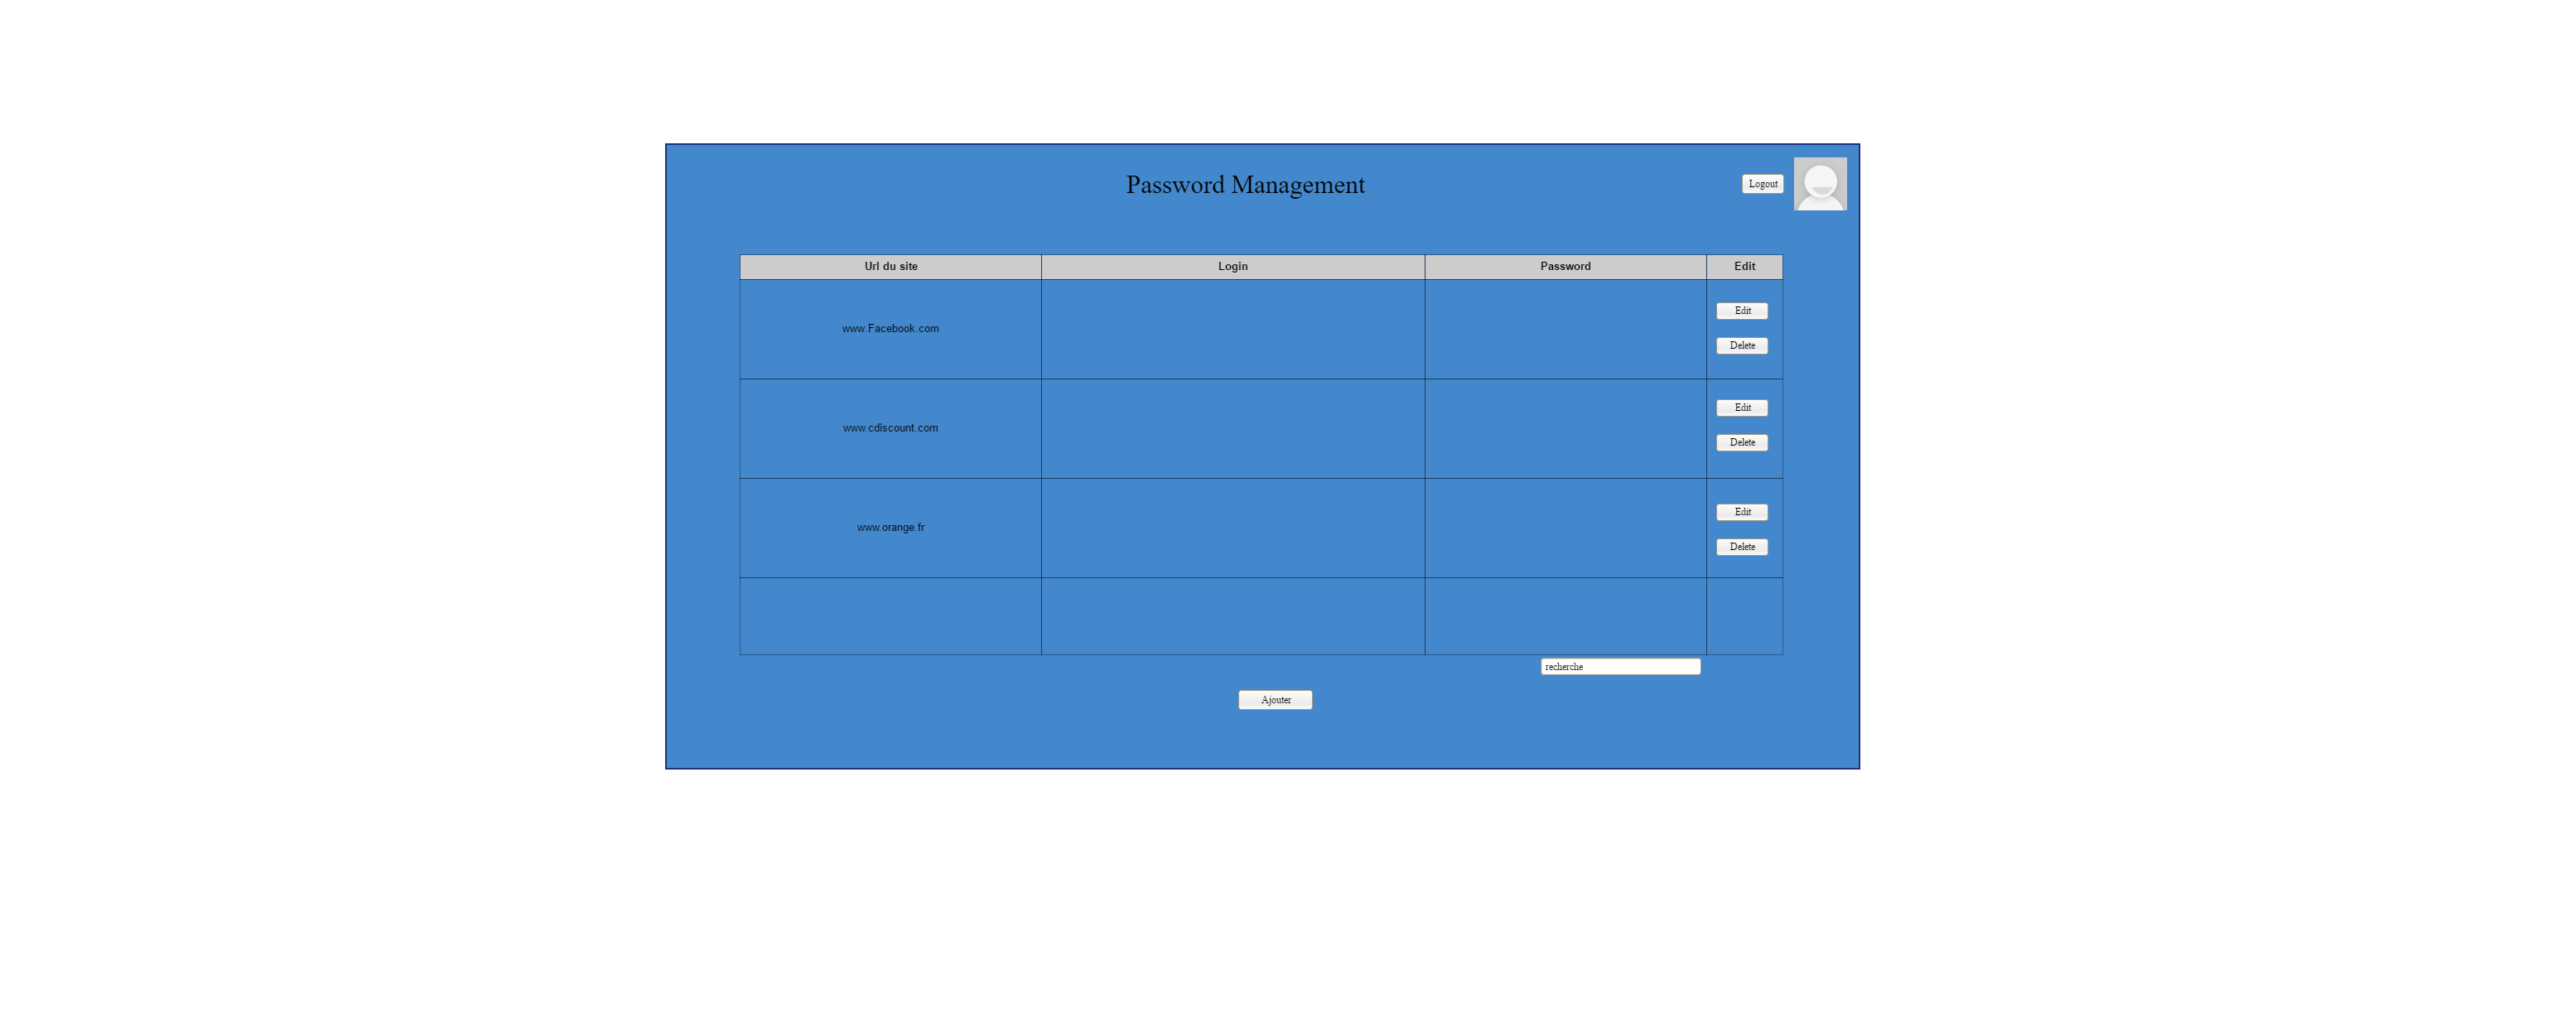 Password Management
Logout
Url du site Login Password Edit
www.Facebook.com
Edit
Delete
www.cdiscount.com
Edit
Delete
www.orange.fr
Edit
Delete
recherche
Ajouter